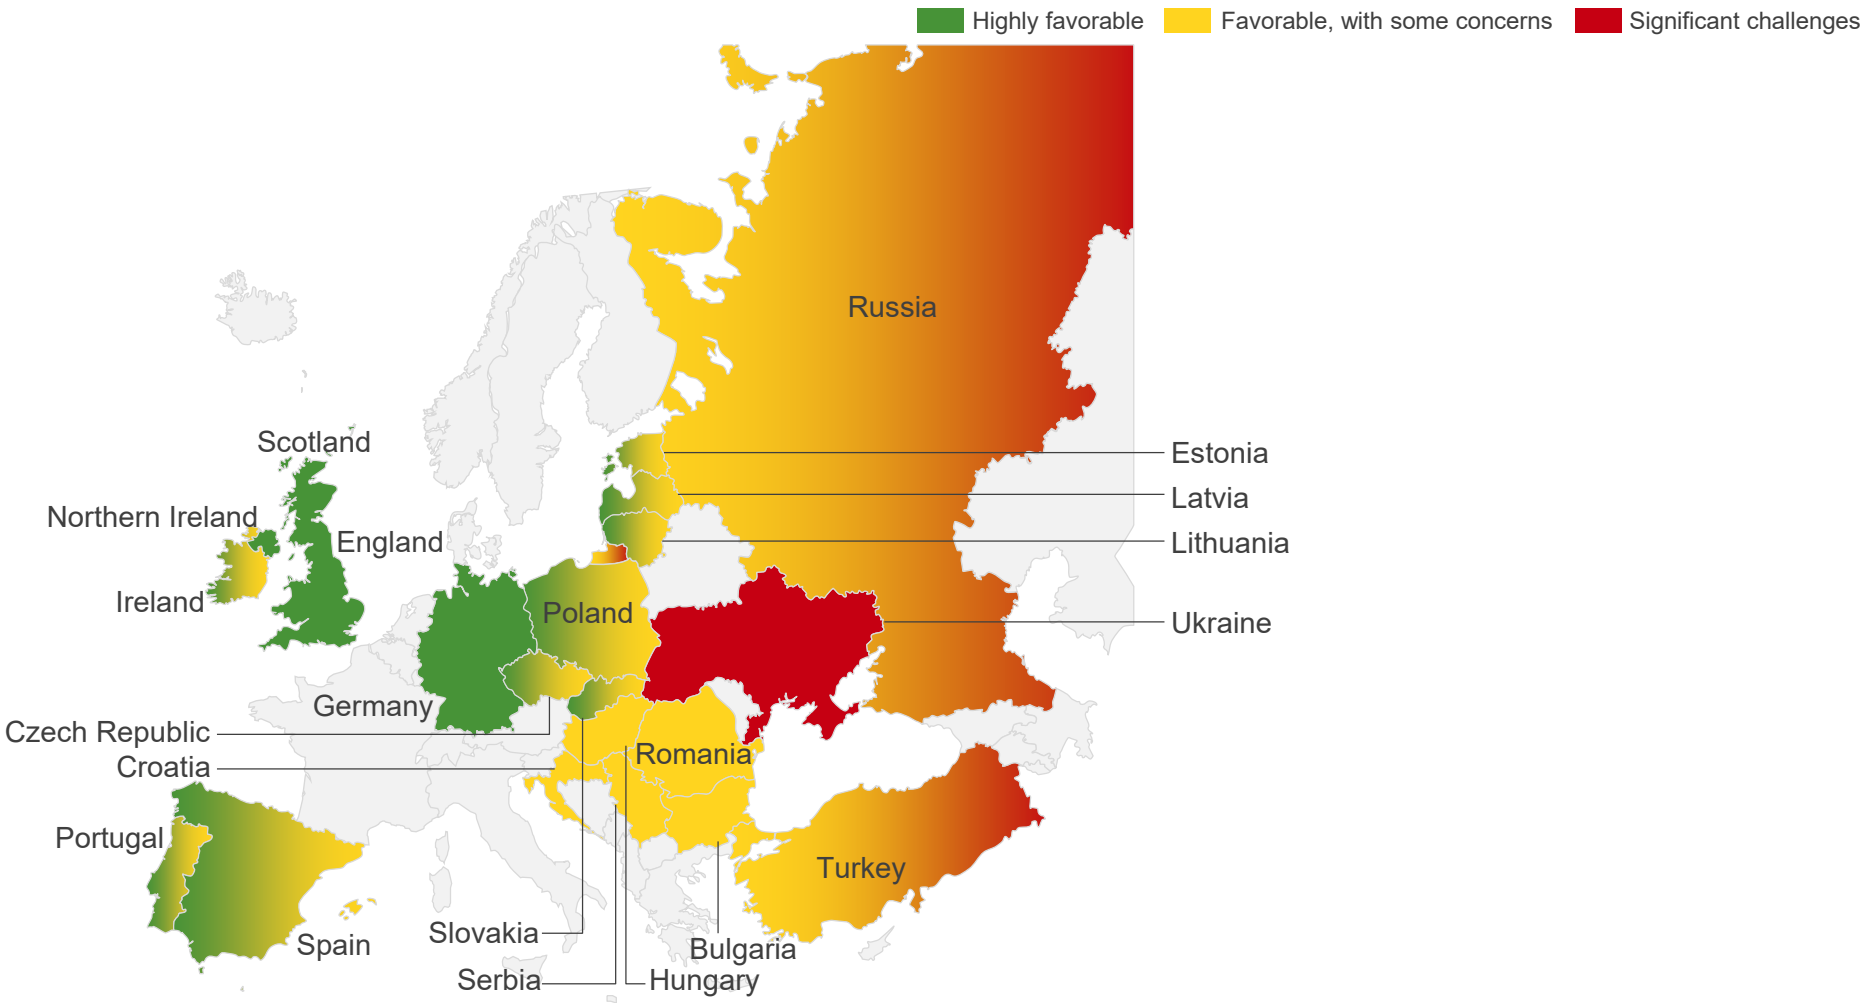 Highly favorable
Favorable, with some concerns
Significant challenges
Russia
Scotland
Estonia
Latvia
Northern Ireland
England
Lithuania
Ireland
Poland
Ukraine
Germany
Czech Republic
Romania
Croatia
Portugal
Turkey
Slovakia
Spain
Bulgaria
Serbia
Hungary